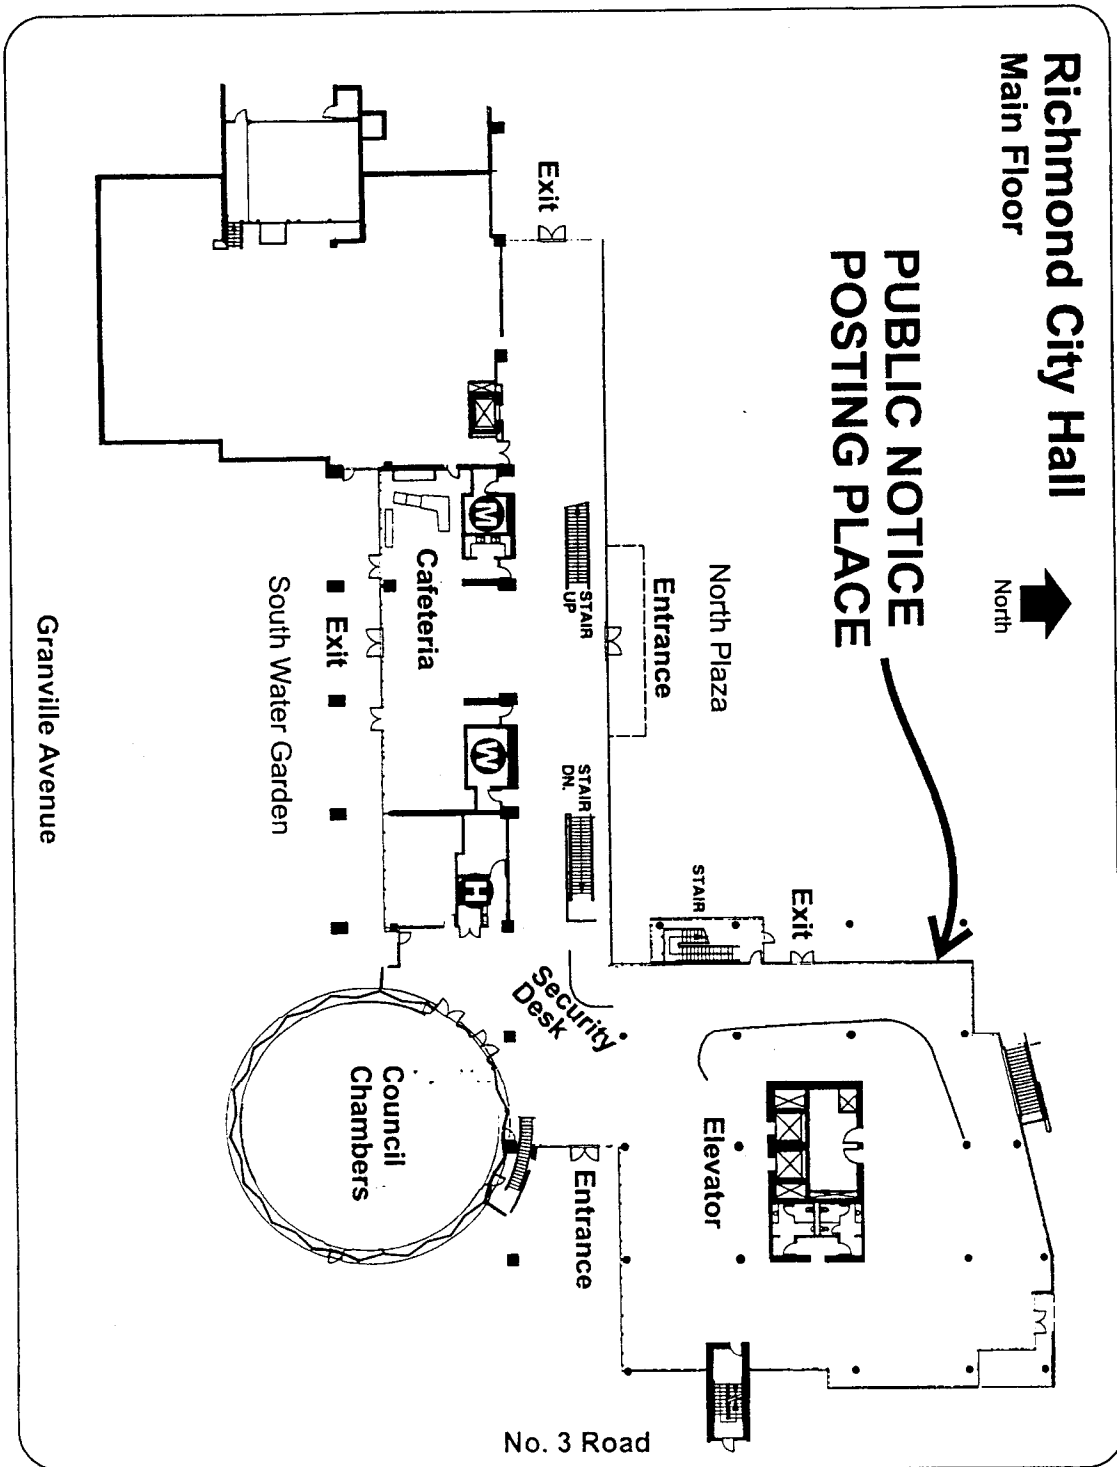 Richmond City Hall
Main Floor
North
PUBLIC NOTICE
POSTING PLACE
Exit
North Plaza
Entrance
STAIR
UP
STAIR
DN.
STAIR
Exit
M
Cafeteria
W
H
Security
Desk
Elevator
Exit
South Water Garden
Council
Chambers
Entrance
Granville Avenue
No. 3 Road